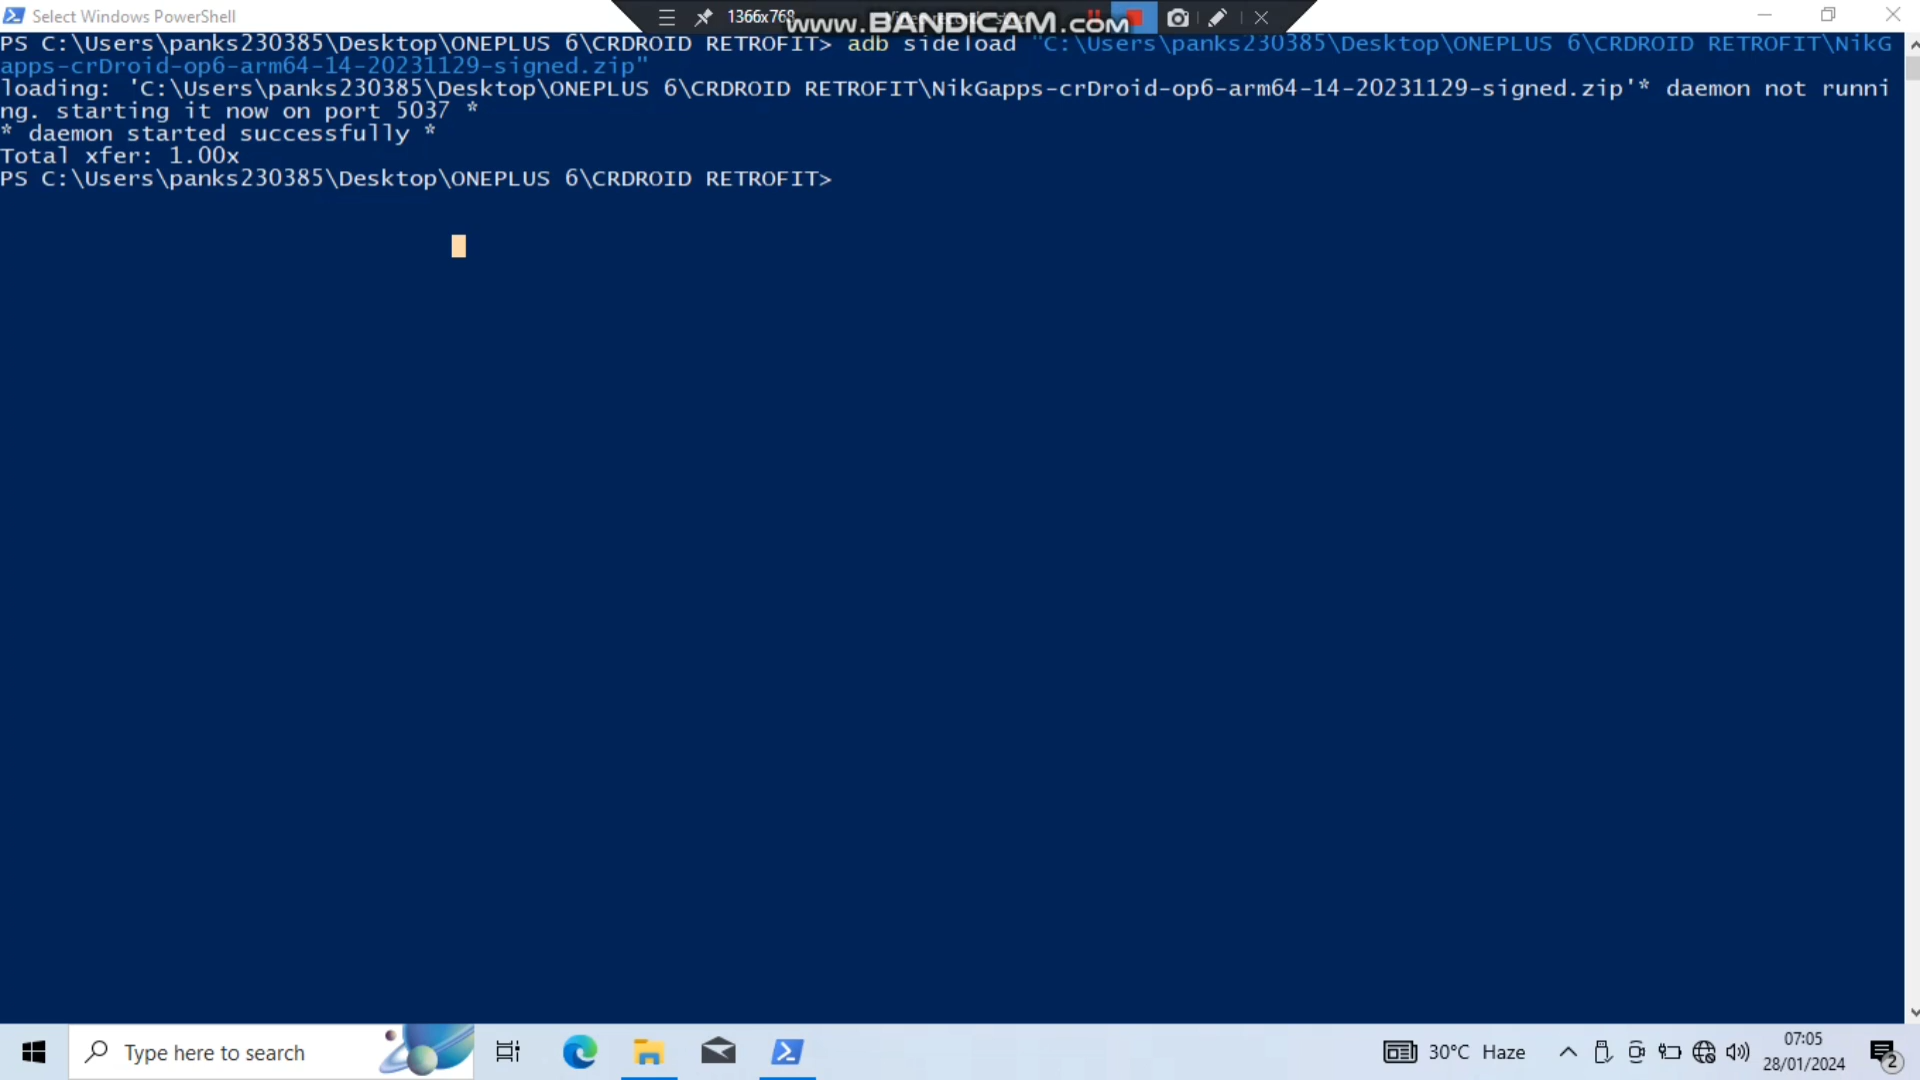 Select Windows PowerShell
1366x768
www.BANDICAM.com
PS C:\Users\panks230385\Desktop\ONEPLUS 6\CRDROID RETROFIT> adb sideload "C:\Users\panks230385\Desktop\ONEPLUS 6\CRDROID RETROFIT\NikG
apps-crDroid-op6-arm64-14-20231129-signed.zip"
loading: 'C:\Users\panks230385\Desktop\ONEPLUS 6\CRDROID RETROFIT\NikGapps-crDroid-op6-arm64-14-20231129-signed.zip'* daemon not runni
ng. starting it now on port 5037 *
* daemon started successfully *
Total xfer: 1.00x
PS C:\Users\panks230385\Desktop\ONEPLUS 6\CRDROID RETROFIT>
Type here to search
30°C Haze
07:05
28/01/2024
2